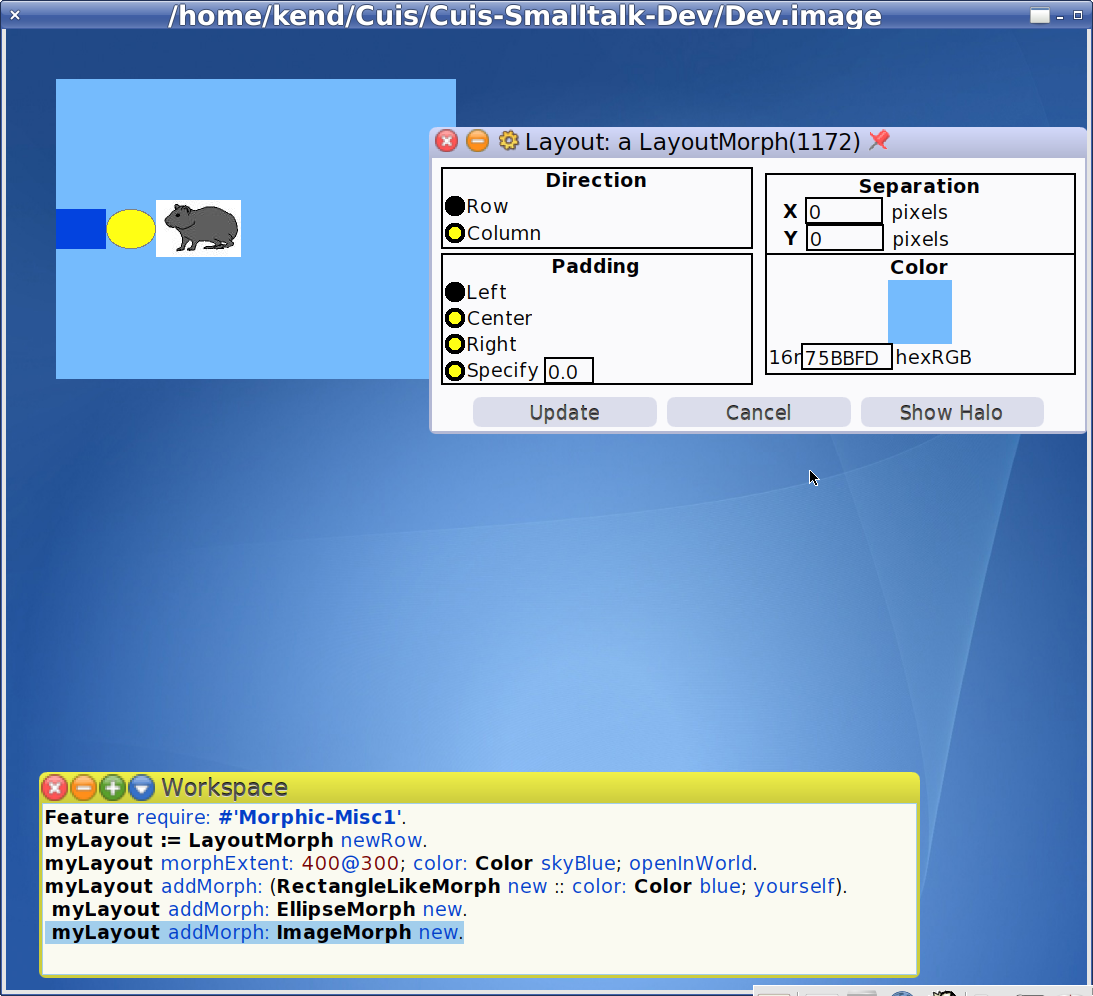 /home/kend/Cuis/Cuis-Smalltalk-Dev/Dev.image
Layout: a LayoutMorph(1172)
Direction
Row
Column
Padding
Left
Center
Right
Specify 0.0
Separation
X 0 pixels
Y 0 pixels
Color
16r 75BBFD hexRGB
Update Cancel Show Halo
Workspace
Feature require: #'Morphic-Misc1'.
myLayout := LayoutMorph newRow.
myLayout morphExtent: 400@300; color: Color skyBlue; openInWorld.
myLayout addMorph: (RectangleLikeMorph new :: color: Color blue; yourself).
myLayout addMorph: EllipseMorph new.
myLayout addMorph: ImageMorph new.